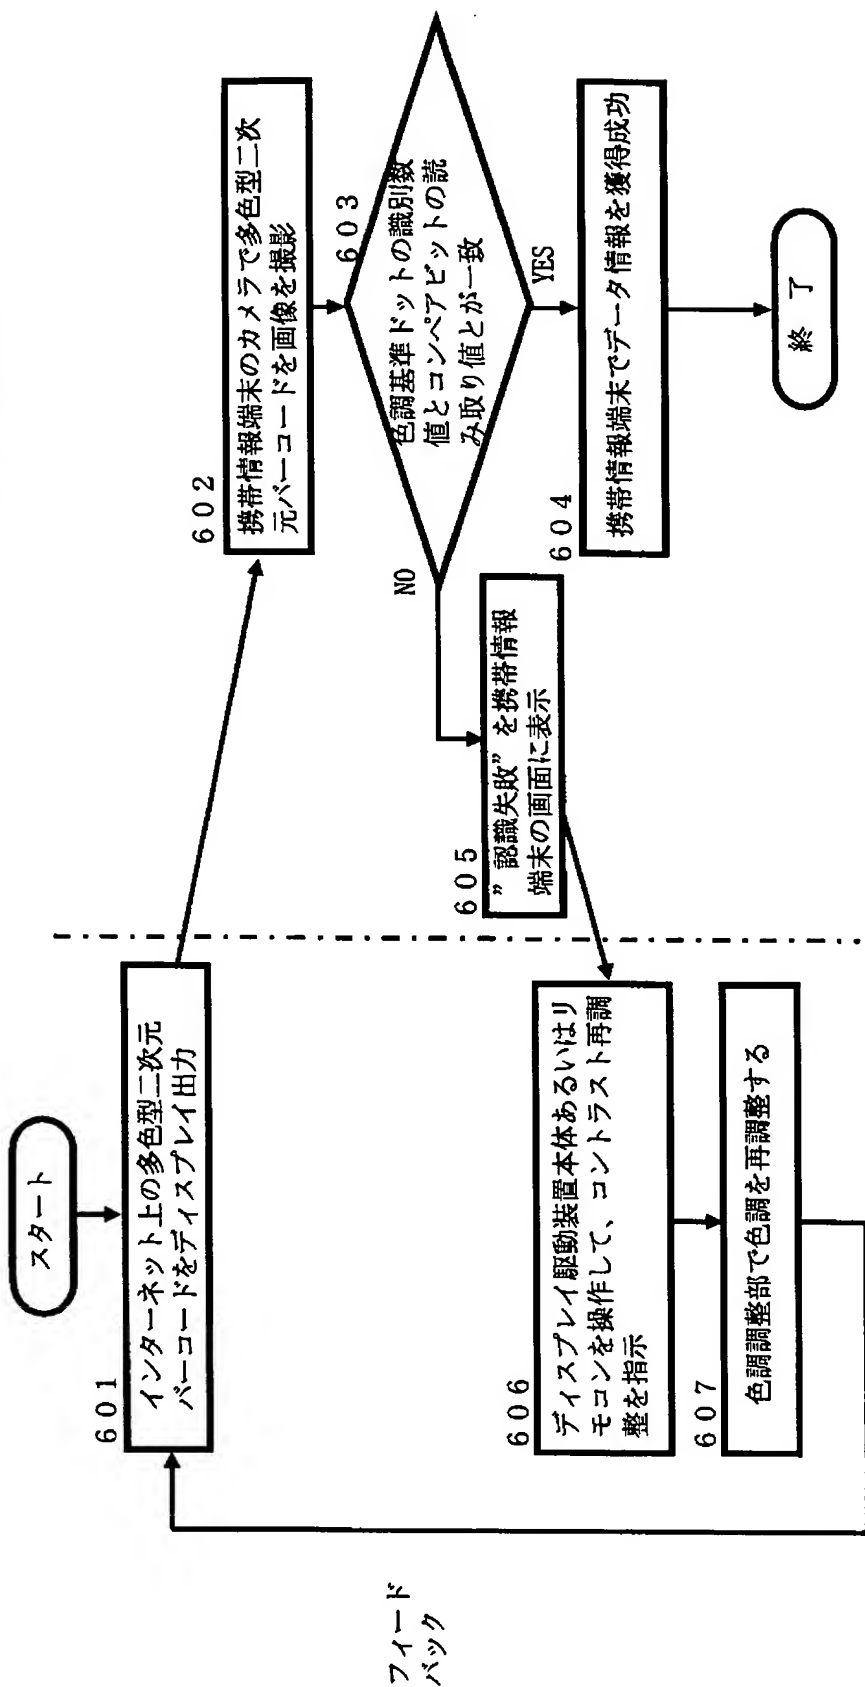 スタート
601
インターネット上の多色型二次元
バーコードをディスプレイ出力
602
携帯情報端末のカメラで多色型二次
元バーコードを画像を撮影
603
色調基準ドットの識別数
値とコンペアビットの読
み取り値とが一致
YES
NO
604
携帯情報端末でデータ情報を獲得成功
終　了
605
”認識失敗”を携帯情報
端末の画面に表示
606
ディスプレイ駆動装置本体あるいはリ
モコンを操作して、コントラスト再調
整を指示
607
色調調整部で色調を再調整する
フィード
バック